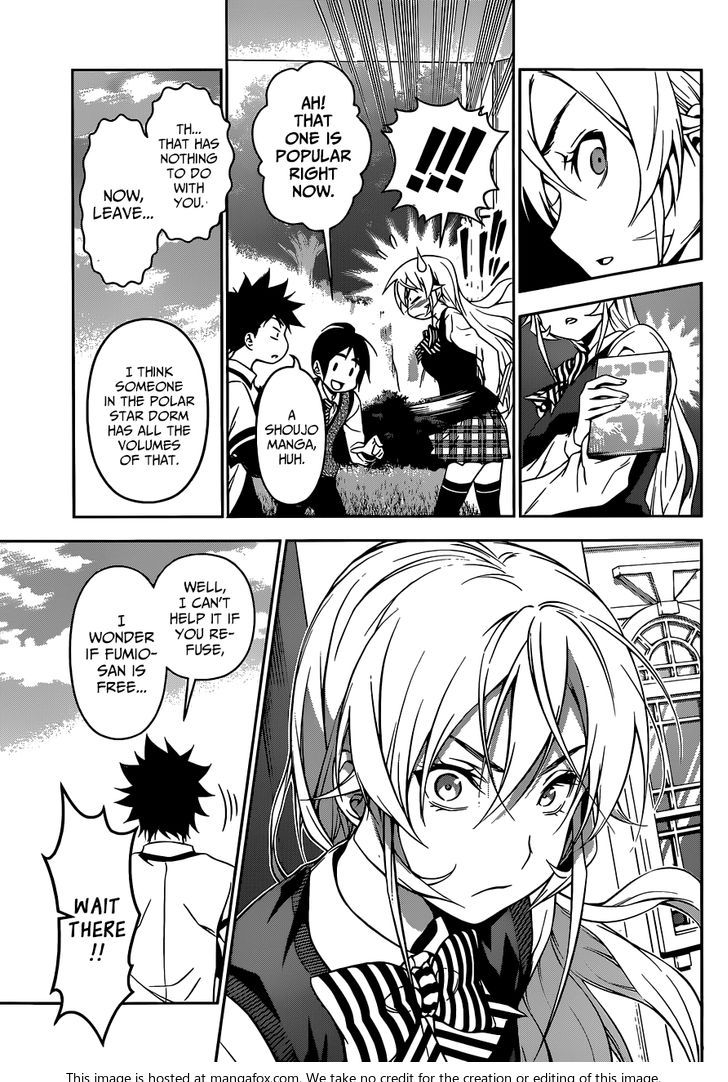 !!!
AH!
THAT
ONE IS
POPULAR
RIGHT
NOW.
A
SHOUJO
MANGA,
HUH.
TH...
THAT HAS
NOTHING
TO DO
WITH
YOU.
NOW,
LEAVE...
I THINK
SOMEONE
IN THE POLAR
STAR DORM
HAS ALL THE
VOLUMES
OF THAT.
WELL,
I CAN'T
HELP IT IF
YOU RE-
FUSE,
I
WONDER
IF FUMIO-
SAN IS
FREE...
WAIT
THERE
!!
This image is hosted at mangafox.com. We take no credit for the creation or editing of this image.